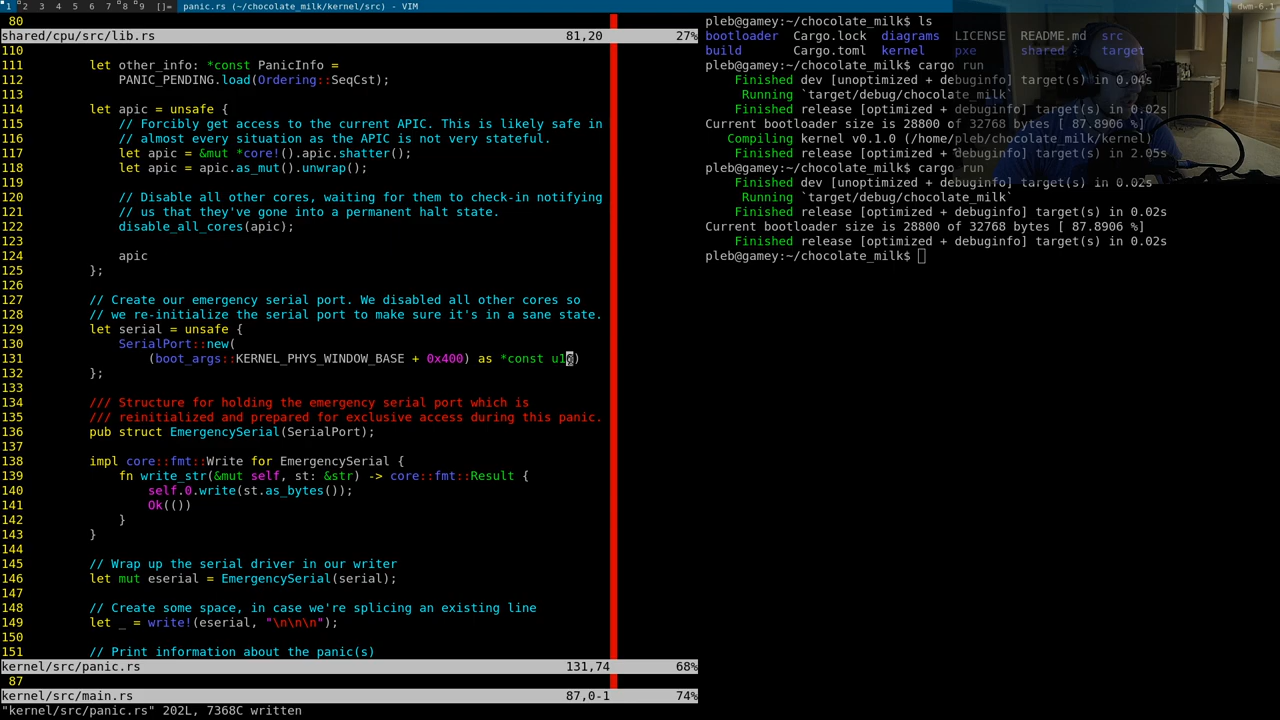 1 2 3 4 5 6 7 8 9 []= panic.rs (~/chocolate_milk/kernel/src) - VIM dwm-6.1
80
shared/cpu/src/lib.rs 81,20 27%
110
111 let other_info: *const PanicInfo =
112 PANIC_PENDING.load(Ordering::SeqCst);
113
114 let apic = unsafe {
115 // Forcibly get access to the current APIC. This is likely safe in
116 // almost every situation as the APIC is not very stateful.
117 let apic = &mut *core!().apic.shatter();
118 let apic = apic.as_mut().unwrap();
119
120 // Disable all other cores, waiting for them to check-in notifying
121 // us that they've gone into a permanent halt state.
122 disable_all_cores(apic);
123
124 apic
125 };
126
127 // Create our emergency serial port. We disabled all other cores so
128 // we re-initialize the serial port to make sure it's in a sane state.
129 let serial = unsafe {
130 SerialPort::new(
131 (boot_args::KERNEL_PHYS_WINDOW_BASE + 0x400) as *const u16)
132 };
133
134 /// Structure for holding the emergency serial port which is
135 /// reinitialized and prepared for exclusive access during this panic.
136 pub struct EmergencySerial(SerialPort);
137
138 impl core::fmt::Write for EmergencySerial {
139 fn write_str(&mut self, st: &str) -> core::fmt::Result {
140 self.0.write(st.as_bytes());
141 Ok(())
142 }
143 }
144
145 // Wrap up the serial driver in our writer
146 let mut eserial = EmergencySerial(serial);
147
148 // Create some space, in case we're splicing an existing line
149 let _ = write!(eserial, "\n\n\n");
150
151 // Print information about the panic(s)
kernel/src/panic.rs 131,74 68%
87
kernel/src/main.rs 87,0-1 74%
"kernel/src/panic.rs" 202L, 7368C written
pleb@gamey:~/chocolate_milk$ ls
bootloader Cargo.lock diagrams LICENSE README.md src
build Cargo.toml kernel pxe shared target
pleb@gamey:~/chocolate_milk$ cargo run
Finished dev [unoptimized + debuginfo] target(s) in 0.04s
Running `target/debug/chocolate_milk`
Finished release [optimized + debuginfo] target(s) in 0.02s
Current bootloader size is 28800 of 32768 bytes [ 87.8906 %]
Compiling kernel v0.1.0 (/home/pleb/chocolate_milk/kernel)
Finished release [optimized + debuginfo] target(s) in 2.05s
pleb@gamey:~/chocolate_milk$ cargo run
Finished dev [unoptimized + debuginfo] target(s) in 0.02s
Running `target/debug/chocolate_milk`
Finished release [optimized + debuginfo] target(s) in 0.02s
Current bootloader size is 28800 of 32768 bytes [ 87.8906 %]
Finished release [optimized + debuginfo] target(s) in 0.02s
pleb@gamey:~/chocolate_milk$